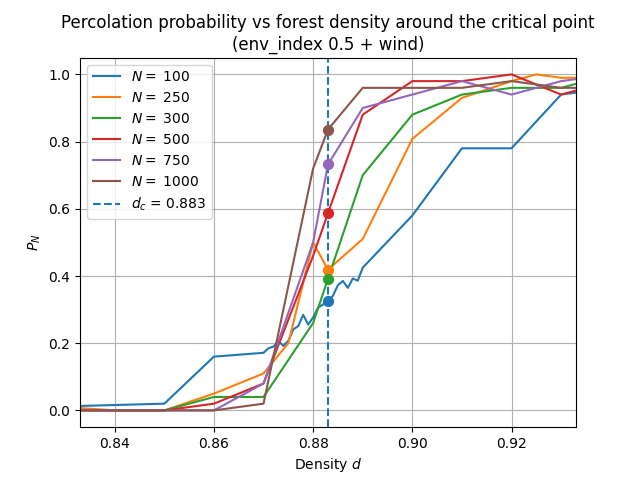 Percolation probability vs forest density around the critical point
(env_index 0.5 + wind)
1.0
0.8
0.6
0.4
0.2
0.0
P_N
N = 100
N = 250
N = 300
N = 500
N = 750
N = 1000
d_c = 0.883
0.84 0.86 0.88 0.90 0.92
Density d